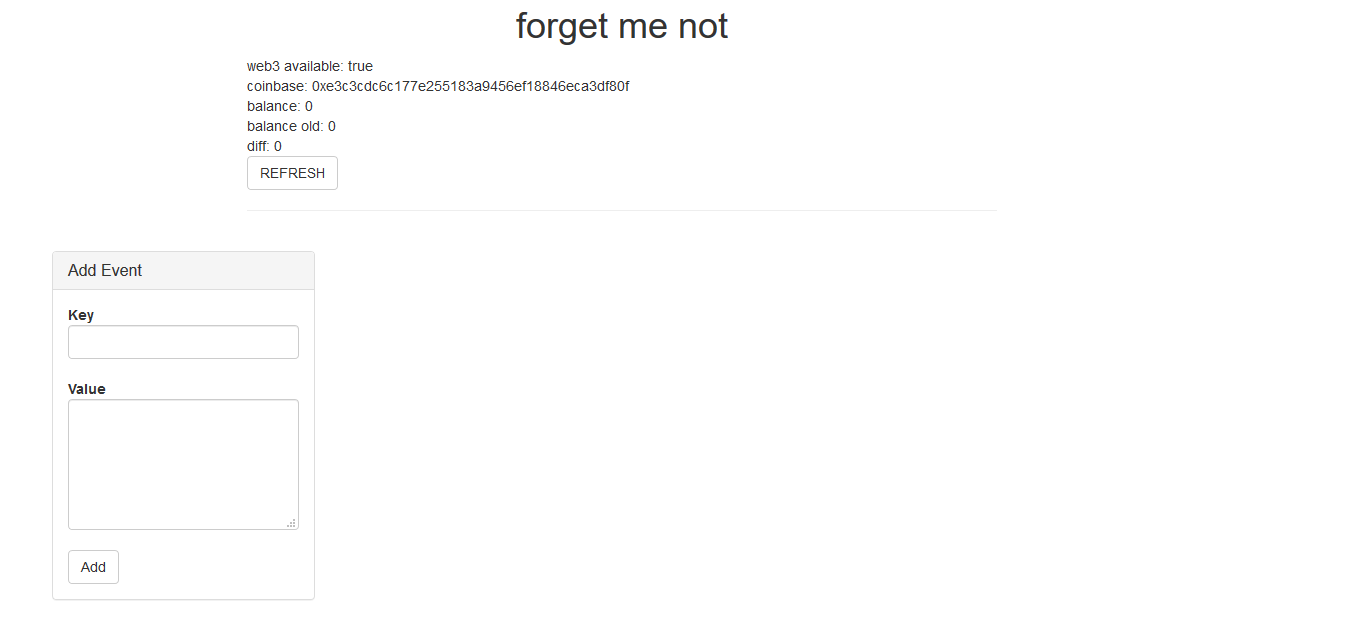 forget me not
web3 available: true
coinbase: 0xe3c3cdc6c177e255183a9456ef18846eca3df80f
balance: 0
balance old: 0
diff: 0
REFRESH
Add Event
Key
Value
Add